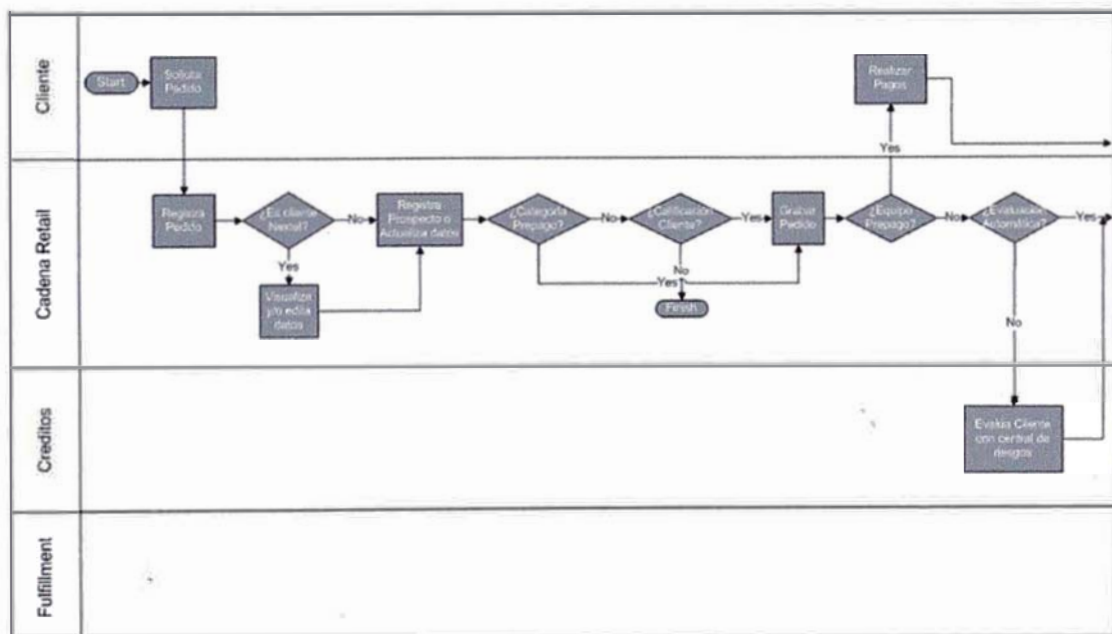 Cliente
Start
Solicita
Pedido
Realizar
Pagos
Yes
Cadena Retail
Registra
Pedido
¿Es cliente
Nextel?
No
Registra
Prospecto o
Actualiza datos
¿Categoría
Prepago?
No
¿Calificación
Cliente?
Yes
Grabar
Pedido
¿Equipo
Prepago?
No
¿Evaluación
Automática?
Yes
Yes
No
Yes
Visualiza
y/o edita
datos
Finish
No
Créditos
Evalúa Cliente
con central de
riesgos
Fulfillment